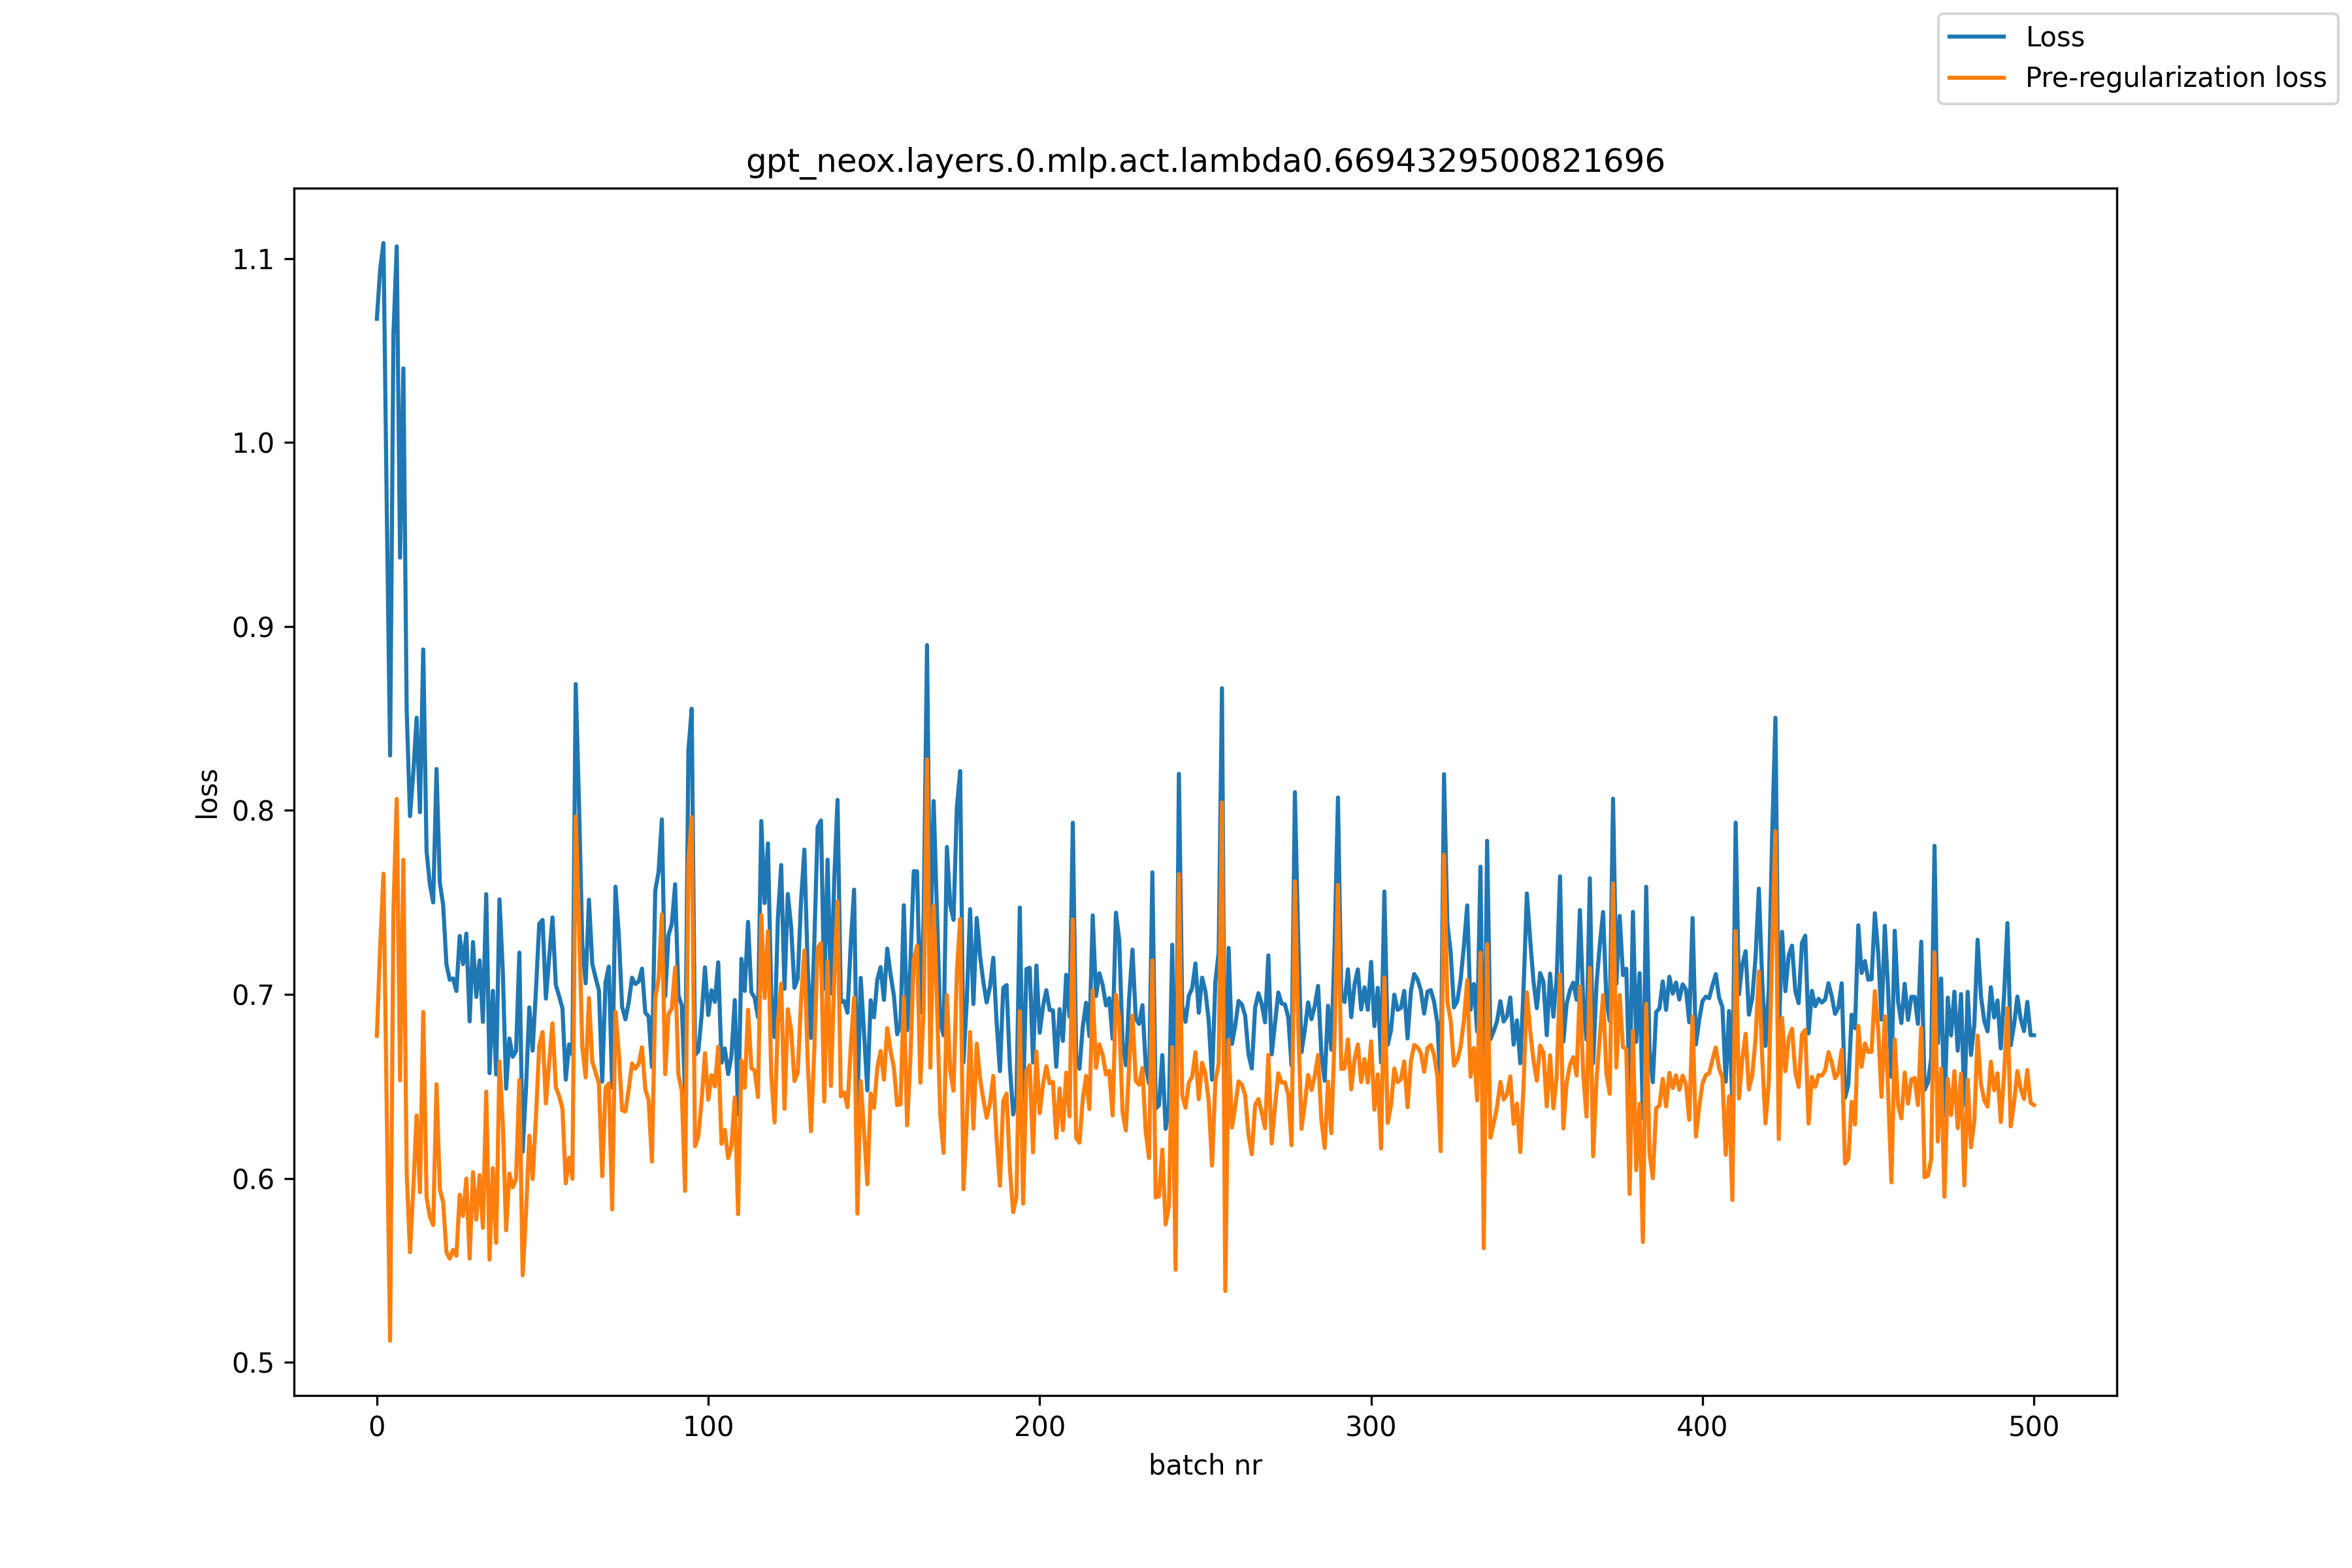 Loss
Pre-regularization loss
gpt_neox.layers.0.mlp.act.lambda0.6694329500821696
1.1
1.0
0.9
0.8
0.7
0.6
0.5
loss
0 100 200 300 400 500
batch nr